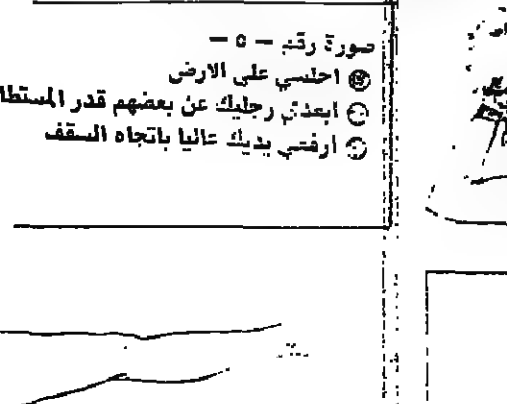 صورة رقم — ٥ —
اجلسي على الارض
ابعدي رجليك عن بعضهم قدر المستطا
ارفعي يديك عاليا باتجاه السقف